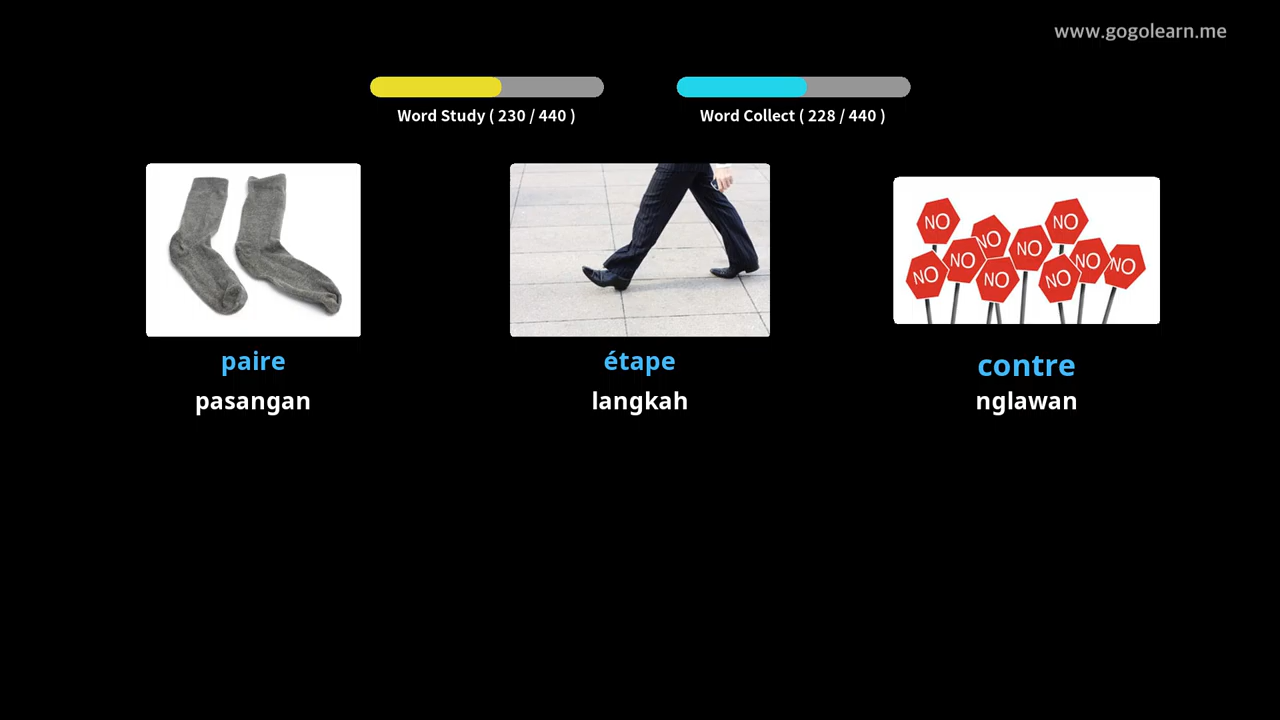 www.gogolearn.me
Word Study ( 230 / 440 )
Word Collect ( 228 / 440 )
NO
NO
NO
NO
NO
NO
NO
NO
NO
NO
paire
étape
contre
pasangan
langkah
nglawan